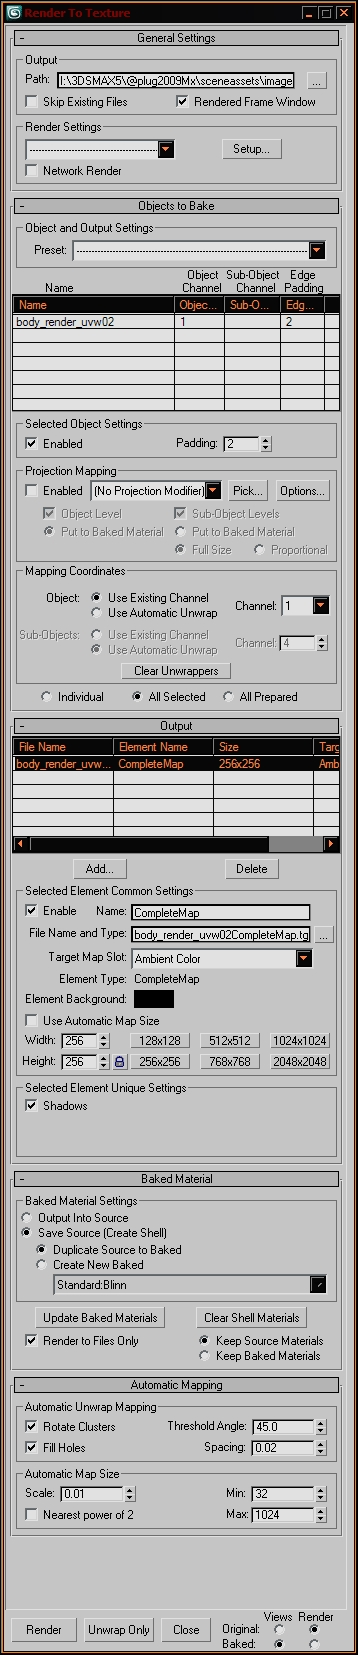 Render To Texture
General Settings
Output
Path: I:\3DSMAX5\@plug2009Mx\sceneassets\image ...
Skip Existing Files Rendered Frame Window
Render Settings
Setup...
Network Render
Objects to Bake
Object and Output Settings
Preset:
Name Object Channel Sub-Object Channel Edge Padding
Name Objec... Sub-O... Edg...
body_render_uvw02 1 2
Selected Object Settings
Enabled Padding: 2
Projection Mapping
Enabled (No Projection Modifier) Pick... Options...
Object Level Sub-Object Levels
Put to Baked Material Put to Baked Material
Full Size Proportional
Mapping Coordinates
Object: Use Existing Channel Channel: 1
Use Automatic Unwrap
Sub-Objects: Use Existing Channel Channel: 4
Use Automatic Unwrap
Clear Unwrappers
Individual All Selected All Prepared
Output
File Name Element Name Size Targ
body_render_uvw... CompleteMap 256x256 Amb
Add... Delete
Selected Element Common Settings
Enable Name: CompleteMap
File Name and Type: body_render_uvw02CompleteMap.tg ...
Target Map Slot: Ambient Color
Element Type: CompleteMap
Element Background:
Use Automatic Map Size
Width: 256 128x128 512x512 1024x1024
Height: 256 256x256 768x768 2048x2048
Selected Element Unique Settings
Shadows
Baked Material
Baked Material Settings
Output Into Source
Save Source (Create Shell)
Duplicate Source to Baked
Create New Baked
Standard:Blinn
Update Baked Materials Clear Shell Materials
Render to Files Only Keep Source Materials
Keep Baked Materials
Automatic Mapping
Automatic Unwrap Mapping
Rotate Clusters Threshold Angle: 45.0
Fill Holes Spacing: 0.02
Automatic Map Size
Scale: 0.01 Min: 32
Nearest power of 2 Max: 1024
Views Render
Render Unwrap Only Close Original:
Baked: